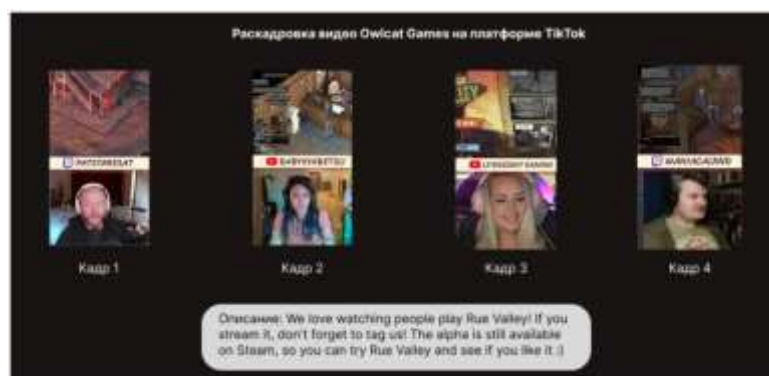 Раскадровка видео Owlcat Games на платформе TikTok
Кадр 1
Кадр 2
Кадр 3
Кадр 4
Описание: We love watching people play Rue Valley! If you
stream it, don't forget to tag us! The alpha is still available
on Steam, so you can try Rue Valley and see if you like it :)